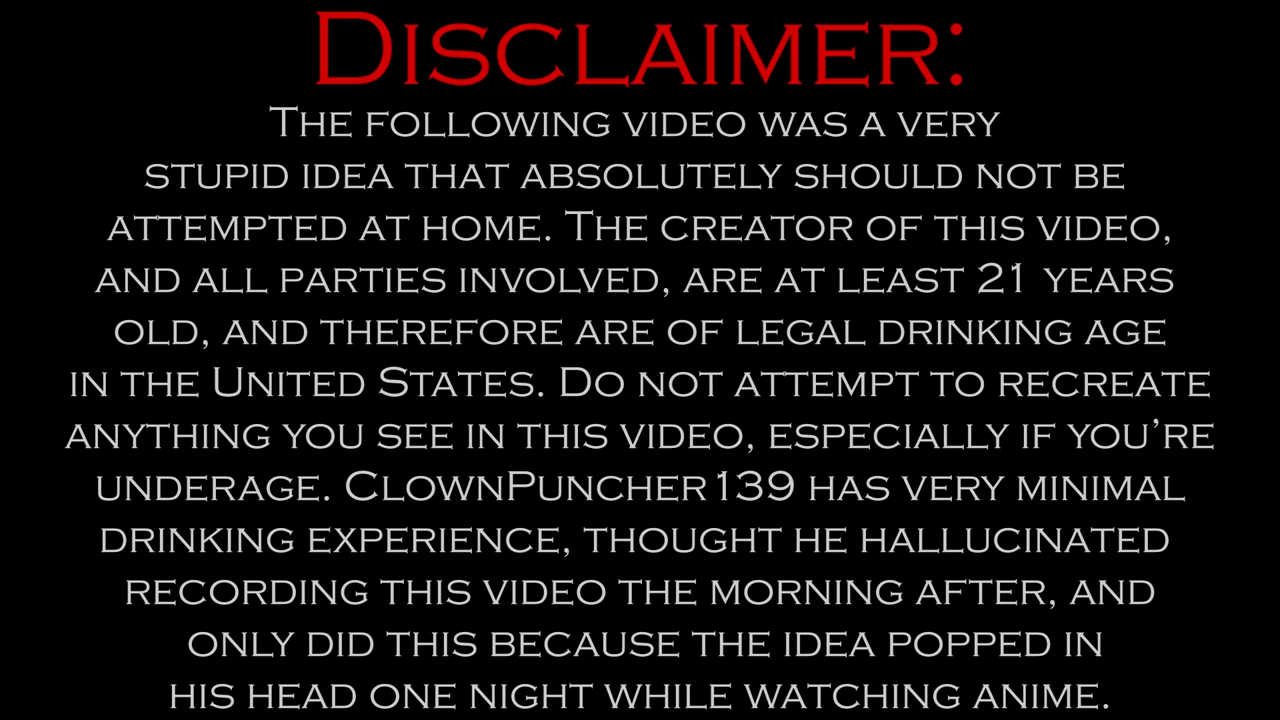 Disclaimer:
The following video was a very
stupid idea that absolutely should not be
attempted at home. The creator of this video,
and all parties involved, are at least 21 years
old, and therefore are of legal drinking age
in the United States. Do not attempt to recreate
anything you see in this video, especially if you're
underage. ClownPuncher139 has very minimal
drinking experience, thought he hallucinated
recording this video the morning after, and
only did this because the idea popped in
his head one night while watching anime.